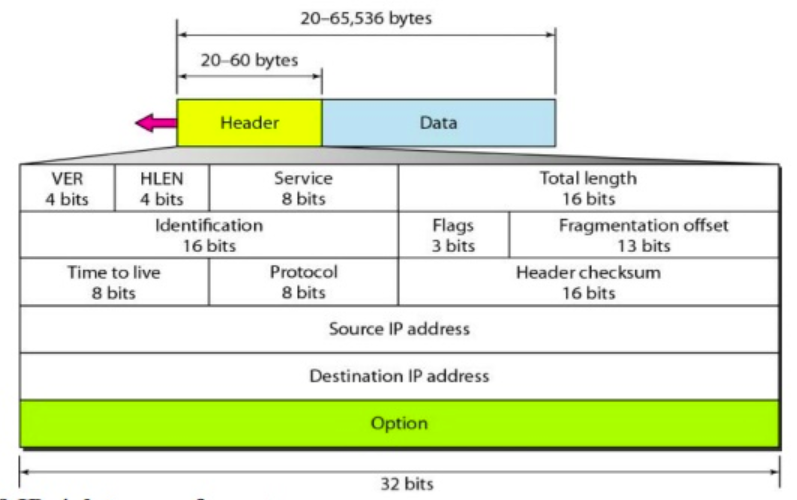 20–65,536 bytes
20–60 bytes
Header Data
VER HLEN Service Total length
4 bits 4 bits 8 bits 16 bits
Identification Flags Fragmentation offset
16 bits 3 bits 13 bits
Time to live Protocol Header checksum
8 bits 8 bits 16 bits
Source IP address
Destination IP address
Option
32 bits